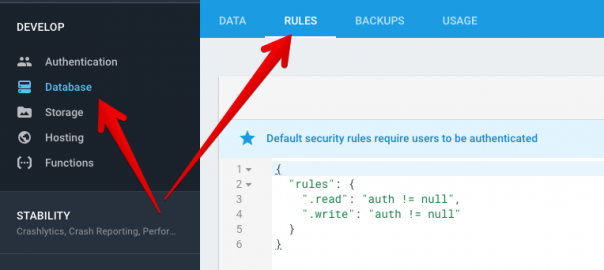 DEVELOP
Authentication
Database
Storage
Hosting
Functions
STABILITY
Crashlytics, Crash Reporting, Perfor...
DATA RULES BACKUPS USAGE
Default security rules require users to be authenticated
1 {
2 "rules": {
3 ".read": "auth != null",
4 ".write": "auth != null"
5 }
6 }